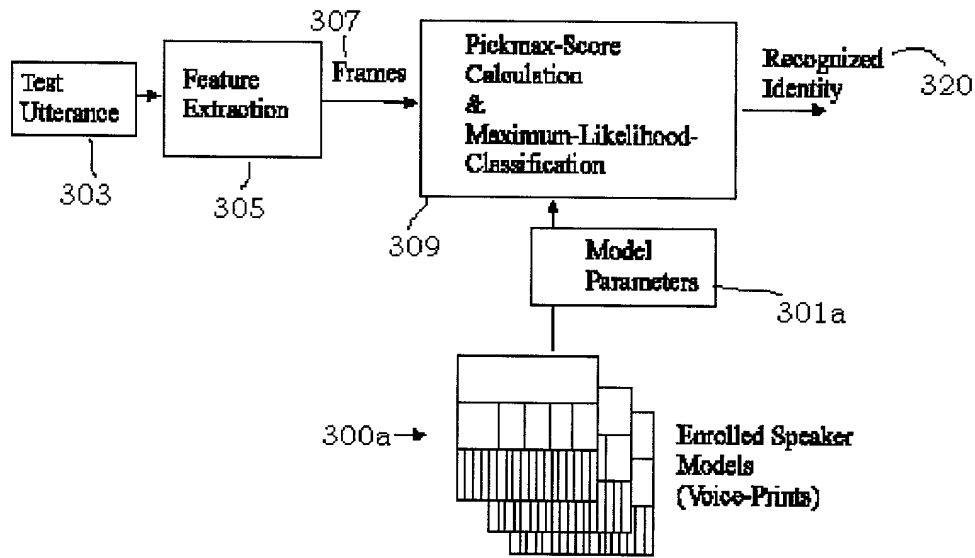 307
Frames
Pickmax-Score
Calculation
&
Maximum-Likelihood-
Classification
Recognized
Identity
320
Test
Utterance
Feature
Extraction
303
305
309
Model
Parameters
301a
300a
Enrolled Speaker
Models
(Voice-Prints)